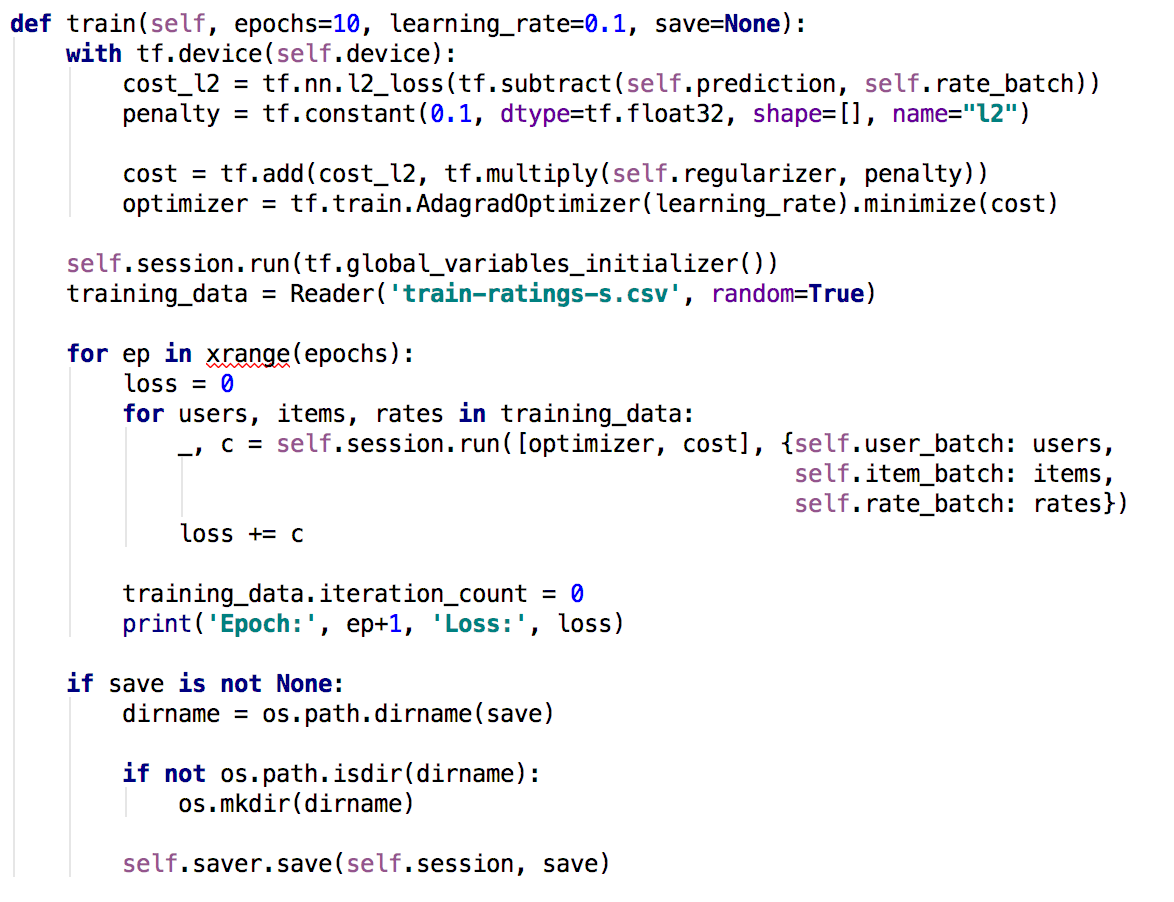 def train(self, epochs=10, learning_rate=0.1, save=None):
    with tf.device(self.device):
        cost_l2 = tf.nn.l2_loss(tf.subtract(self.prediction, self.rate_batch))
        penalty = tf.constant(0.1, dtype=tf.float32, shape=[], name="l2")

        cost = tf.add(cost_l2, tf.multiply(self.regularizer, penalty))
        optimizer = tf.train.AdagradOptimizer(learning_rate).minimize(cost)

    self.session.run(tf.global_variables_initializer())
    training_data = Reader('train-ratings-s.csv', random=True)

    for ep in xrange(epochs):
        loss = 0
        for users, items, rates in training_data:
            _, c = self.session.run([optimizer, cost], {self.user_batch: users,
                                                        self.item_batch: items,
                                                        self.rate_batch: rates})
            loss += c

        training_data.iteration_count = 0
        print('Epoch:', ep+1, 'Loss:', loss)

    if save is not None:
        dirname = os.path.dirname(save)

        if not os.path.isdir(dirname):
            os.mkdir(dirname)

        self.saver.save(self.session, save)